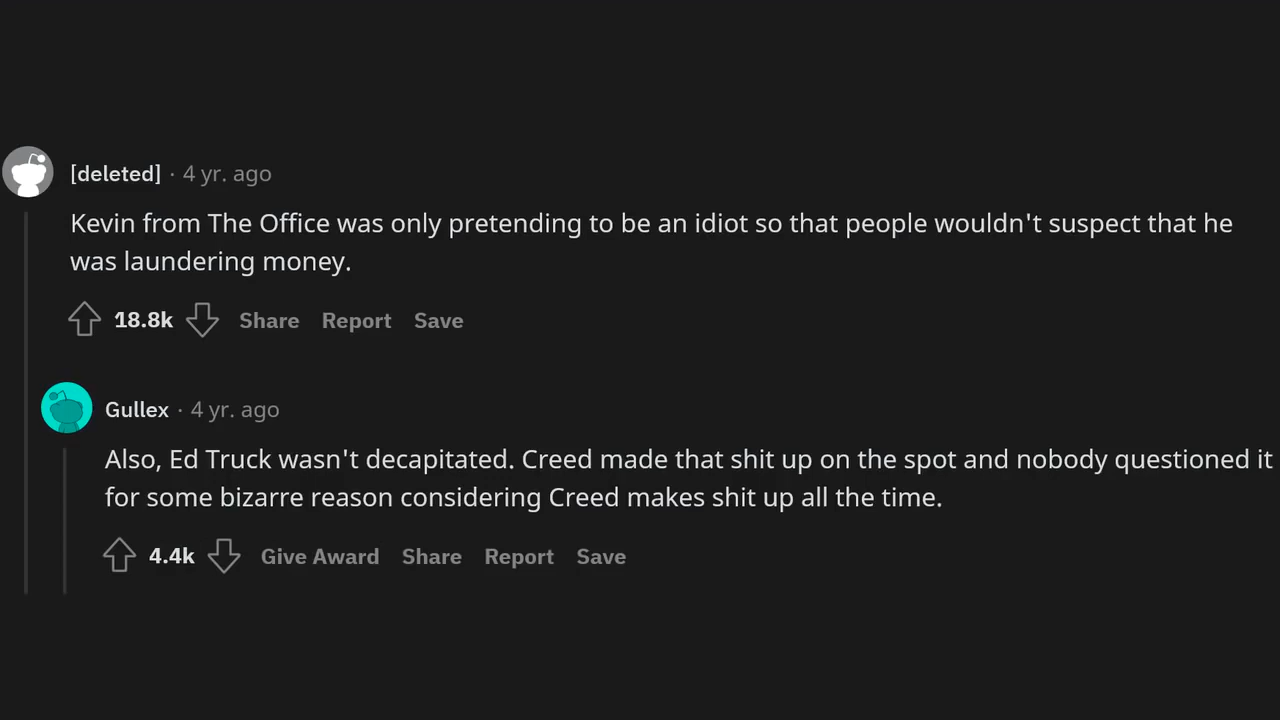 [deleted] · 4 yr. ago
Kevin from The Office was only pretending to be an idiot so that people wouldn't suspect that he
was laundering money.
18.8k Share Report Save
Gullex · 4 yr. ago
Also, Ed Truck wasn't decapitated. Creed made that shit up on the spot and nobody questioned it
for some bizarre reason considering Creed makes shit up all the time.
4.4k Give Award Share Report Save